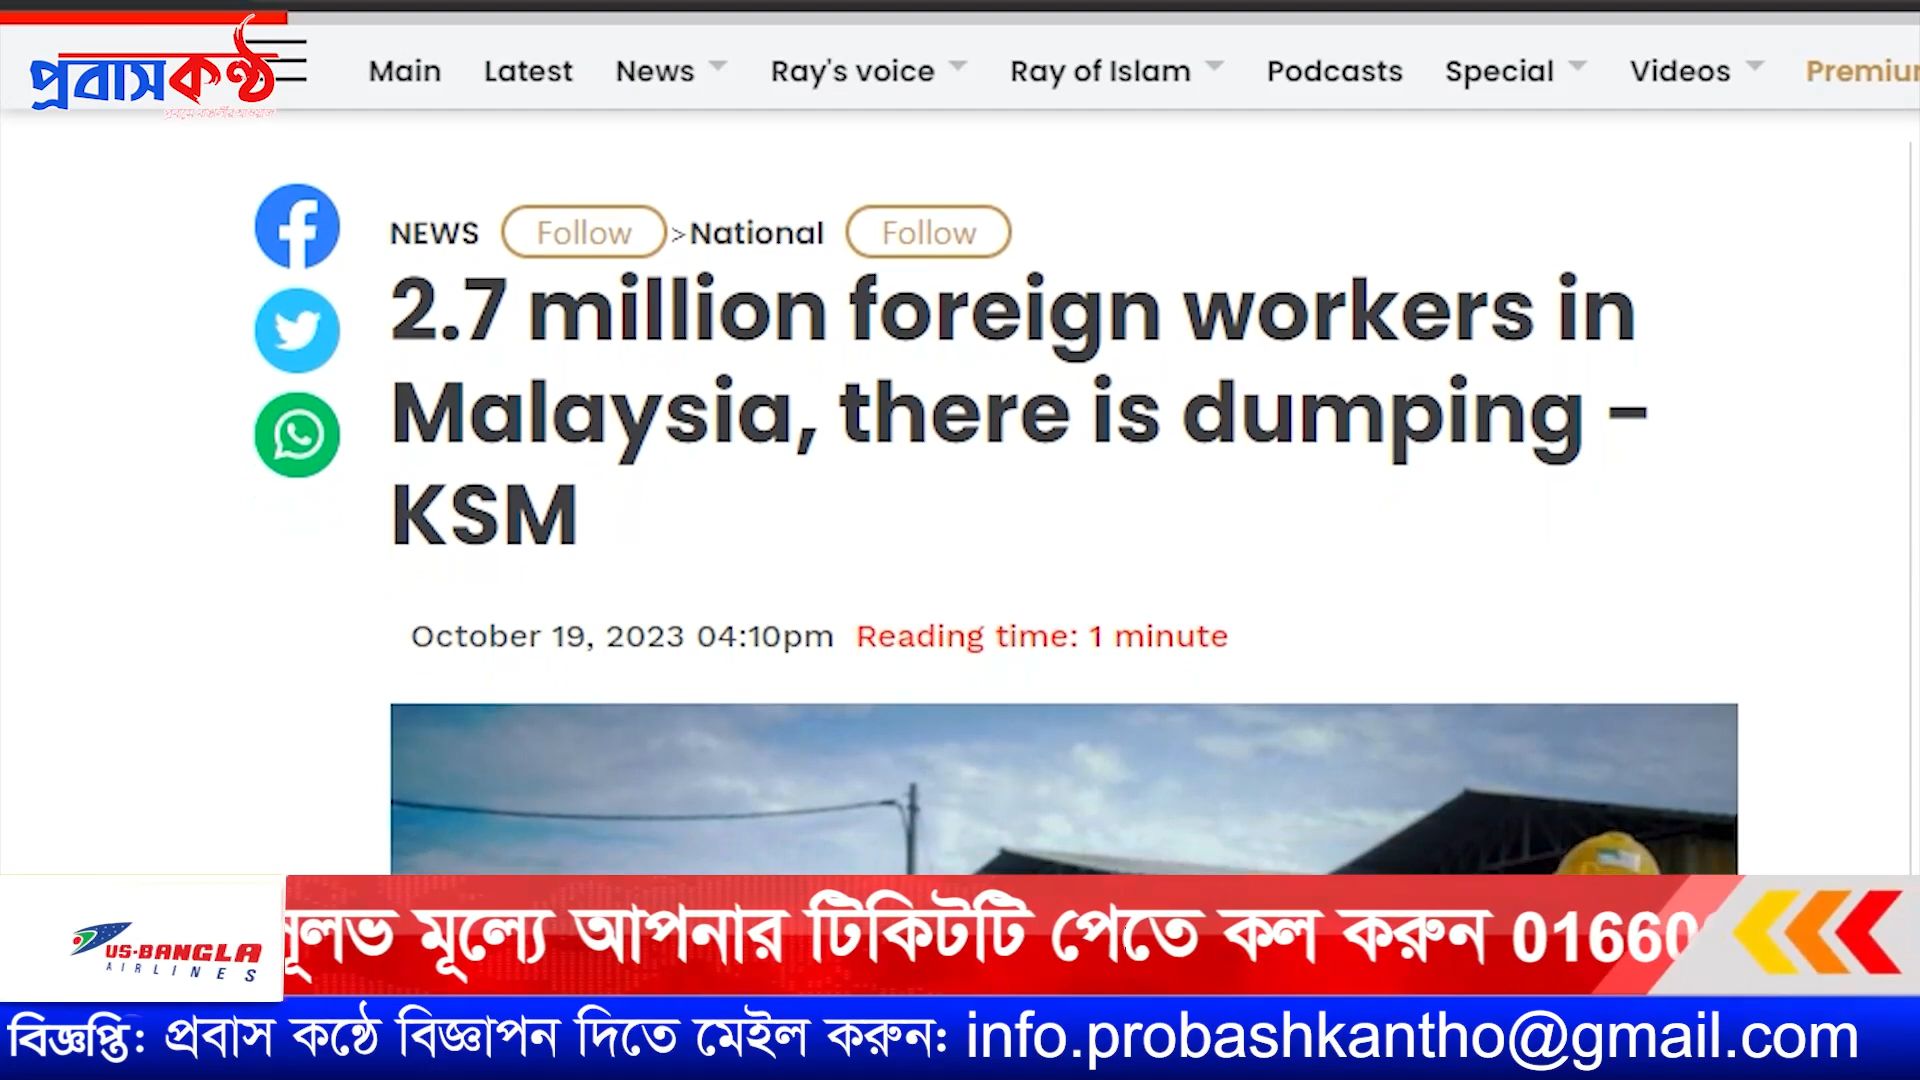 প্রবাসকণ্ঠ
Main Latest News Ray's voice Ray of Islam Podcasts Special Videos
NEWS Follow > National Follow
2.7 million foreign workers in
Malaysia, there is dumping -
KSM
October 19, 2023 04:10pm Reading time: 1 minute
US-BANGLA
AIRLINES
মূল্যে আপনার টিকিটটি পেতে কল করুন 01660
বিজ্ঞপ্তি: প্রবাস কন্ঠে বিজ্ঞাপন দিতে মেইল করুন: info.probashkantho@gmail.com